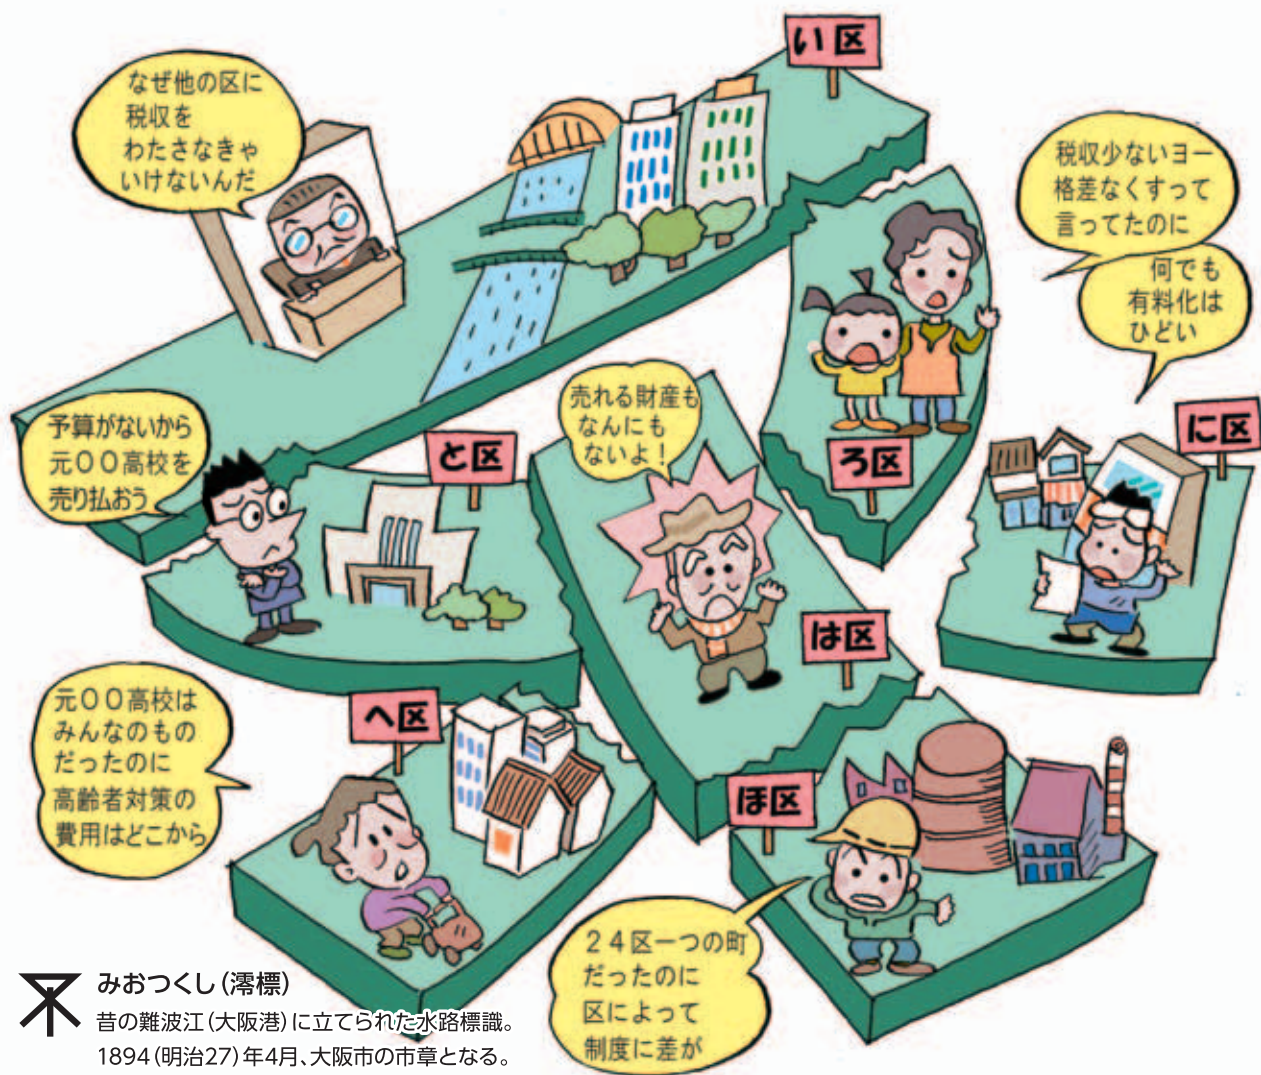 い区
なぜ他の区に
税収を
わたさなきゃ
いけないんだ
税収少ないヨー
格差なくすって
言ってたのに
何でも
有料化は
ひどい
売れる財産も
なんにも
ないよ!
予算がないから
元〇〇高校を
売り払おう
と区
ろ区
に区
は区
元〇〇高校は
みんなのもの
だったのに
高齢者対策の
費用はどこから
へ区
ほ区
24区一つの町
だったのに
区によって
制度に差が
みおつくし(澪標)
昔の難波江(大阪港)に立てられた水路標識。
1894(明治27)年4月、大阪市の市章となる。